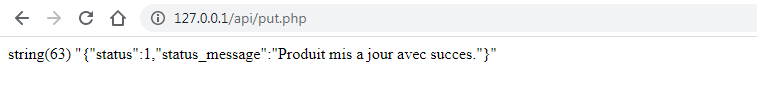 127.0.0.1/api/put.php
string(63) "{"status":1,"status_message":"Produit mis a jour avec succes."}"